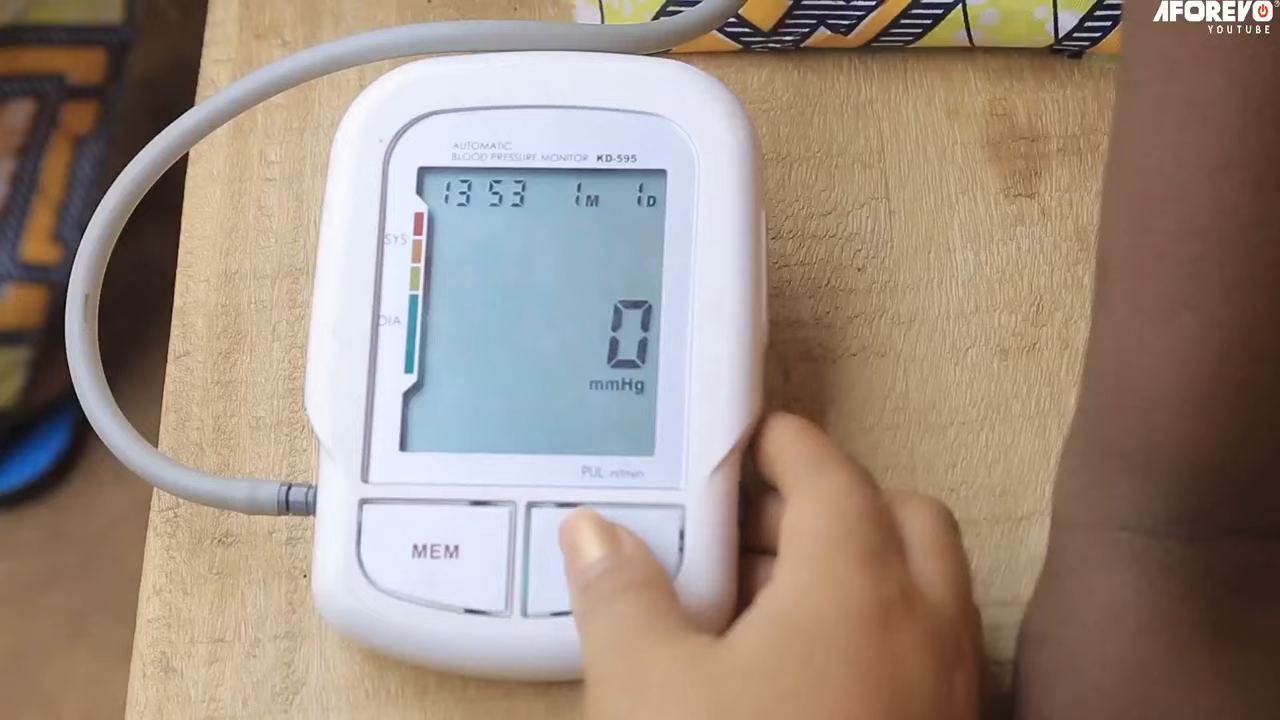 AFOREVO
YOUTUBE
AUTOMATIC
BLOOD PRESSURE MONITOR KD-595
13 53 1M 1D
SYS
DIA
0
mmHg
PUL n/min
MEM